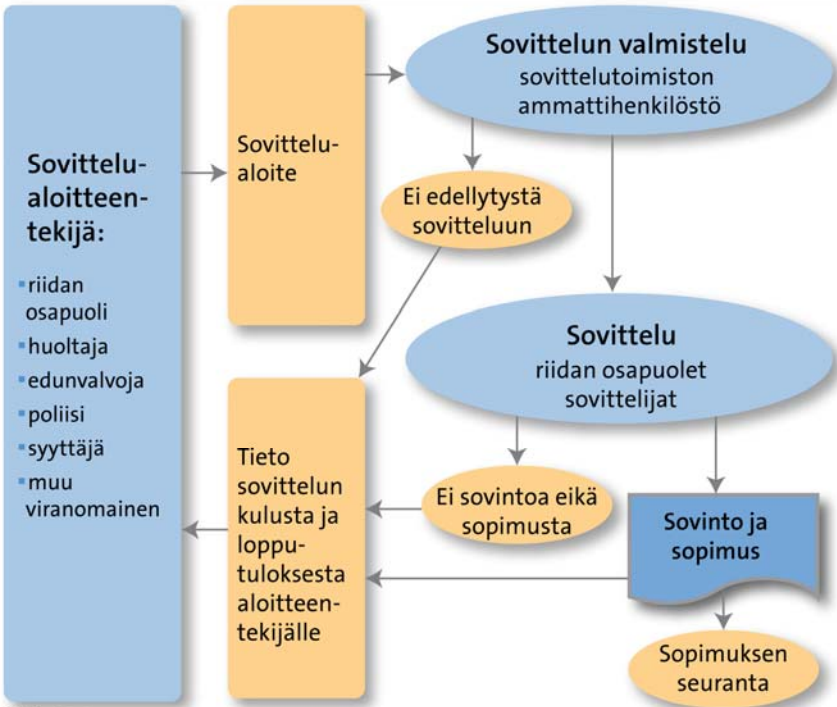 Sovittelu-
aloitteen-
tekijä:
▪ riidan
osapuoli
▪ huoltaja
▪ edunvalvoja
▪ poliisi
▪ syyttäjä
▪ muu
viranomainen
Sovittelu-
aloite
Sovittelun valmistelu
sovittelutoimiston
ammattihenkilöstö
Ei edellytystä
sovitteluun
Sovittelu
riidan osapuolet
sovittelijat
Ei sovintoa eikä
sopimusta
Sovinto ja
sopimus
Sopimuksen
seuranta
Tieto
sovittelun
kulusta ja
loppu-
tuloksesta
aloitteen-
tekijälle